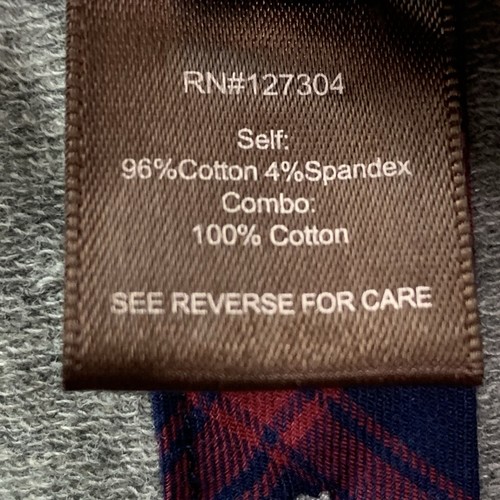 RN#127304
Self:
96%Cotton 4%Spandex
Combo:
100% Cotton
SEE REVERSE FOR CARE